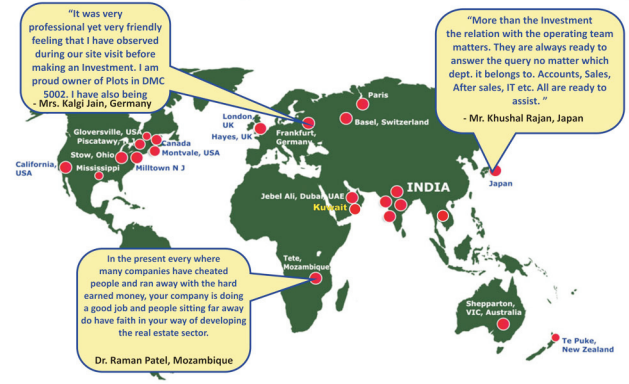 “It was very
professional yet very friendly
feeling that I have observed
during our site visit before
making an Investment. I am
proud owner of Plots in DMC
5002. I have also being
- Mrs. Kalgi Jain, Germany
“More than the Investment
the relation with the operating team
matters. They are always ready to
answer the query no matter which
dept. it belongs to. Accounts, Sales,
After sales, IT etc. All are ready to
assist. ”
- Mr. Khushal Rajan, Japan
Paris
Basel, Switzerland
London,
UK
Hayes, UK
Frankfurt,
Germany
Gloversville, USA
Piscatawy,
Canada
Montvale, USA
Stow, Ohio
Mississippi
Milltown N J
California,
USA
Japan
INDIA
Jebel Ali, Dubai, UAE
Kuwait
Tete,
Mozambique
In the present every where
many companies have cheated
people and ran away with the hard
earned money, your company is doing
a good job and people sitting far away
do have faith in your way of developing
the real estate sector.
Dr. Raman Patel, Mozambique
Shepparton,
VIC, Australia
Te Puke,
New Zealand